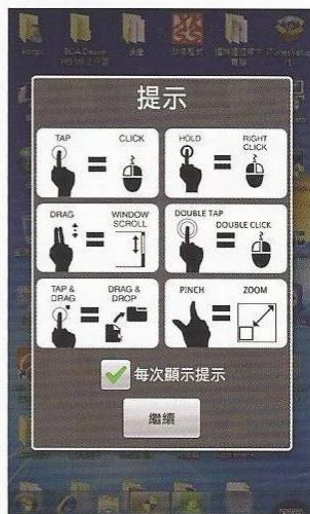 提示
TAP
CLICK
HOLD
RIGHT
CLICK
DRAG
WINDOW
SCROLL
DOUBLE TAP
DOUBLE CLICK
TAP &
DRAG
DRAG &
DROP
PINCH
ZOOM
每次顯示提示
繼續